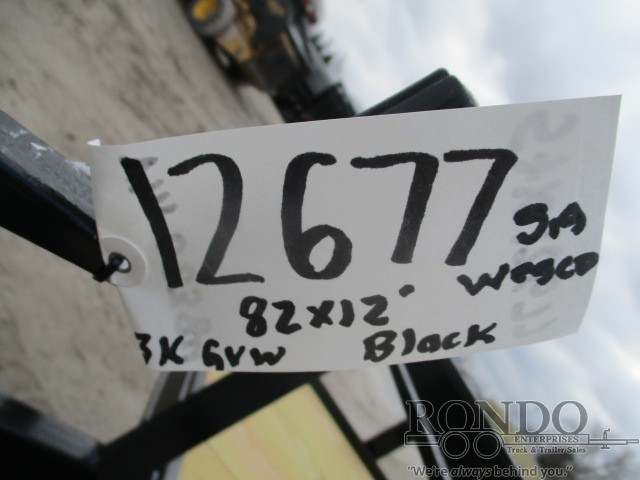 12677
SA
Wesco
82x12'
3K GVW Black
RONDO
ENTERPRISES
Truck & Trailer Sales
"We're always behind you."